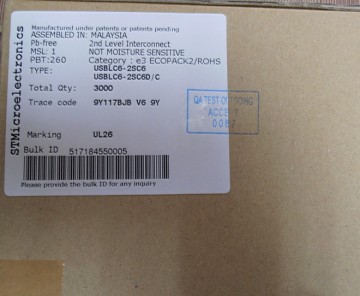 STMicroelectronics
Manufactured under patents or patents pending
ASSEMBLED IN: MALAYSIA
Pb-free 2nd Level Interconnect
MSL: 1 NOT MOISTURE SENSITIVE
PBT:260 Category : e3 ECOPACK2/ROHS
TYPE: USBLC6-2SC6
USBLC6-2SC6D/C
Total Qty: 3000
Trace code 9Y117BJB V6 9Y
Marking UL26
Bulk ID 517184550005
Please provide the bulk ID for any inquiry
QA TEST